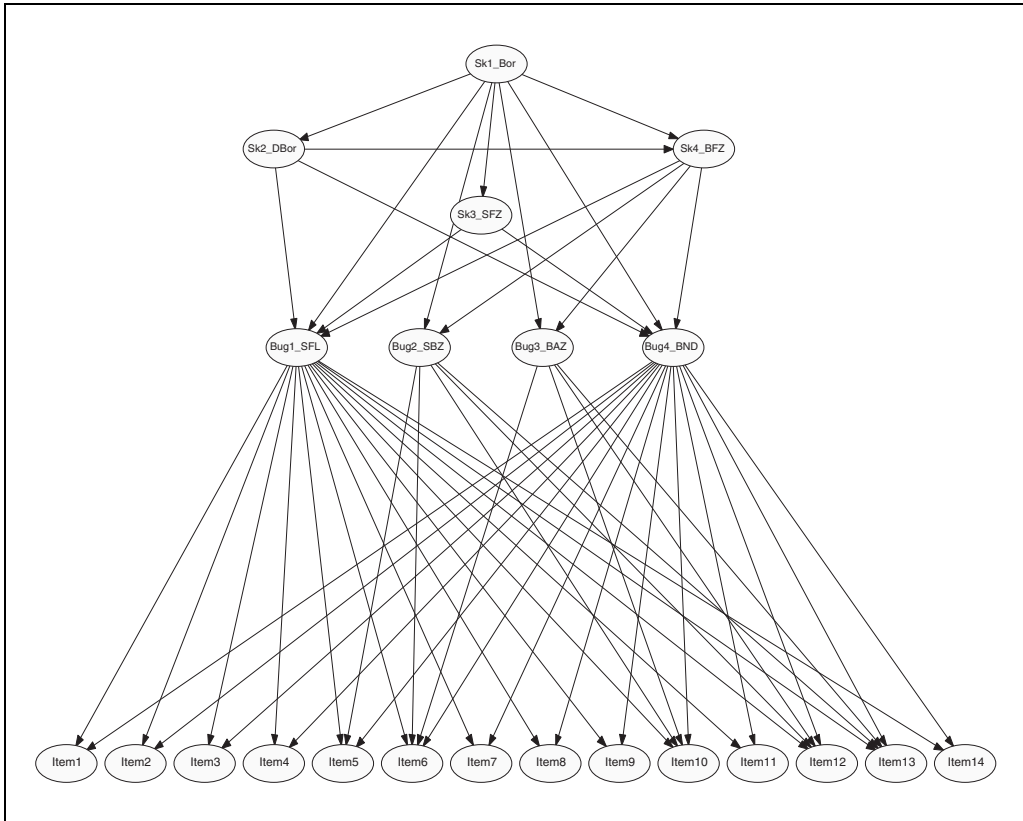 Sk1_Bor
Sk2_DBor
Sk4_BFZ
Sk3_SFZ
Bug1_SFL
Bug2_SBZ
Bug3_BAZ
Bug4_BND
Item1
Item2
Item3
Item4
Item5
Item6
Item7
Item8
Item9
Item10
Item11
Item12
Item13
Item14